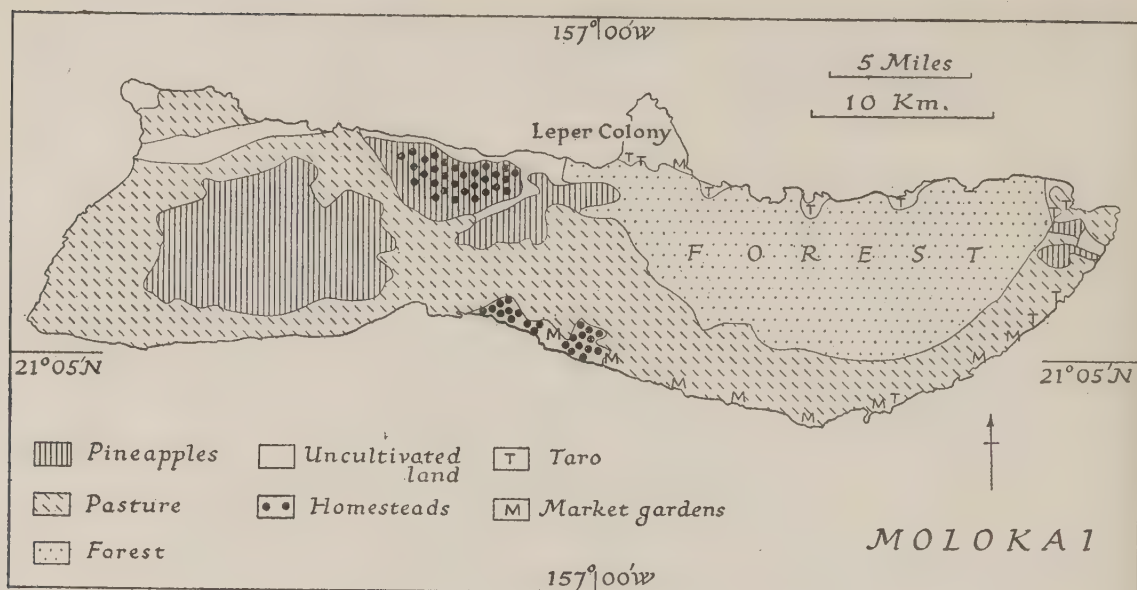 157° 00'W
5 Miles
10 Km.
Leper Colony
T T M
T T T
F O R E S T
T
T
M M
M M
21° 05'N 21° 05'N
M M M M T
Pineapples Uncultivated land T Taro
Pasture Homesteads M Market gardens
Forest
MOLOKAI
157° 00'W